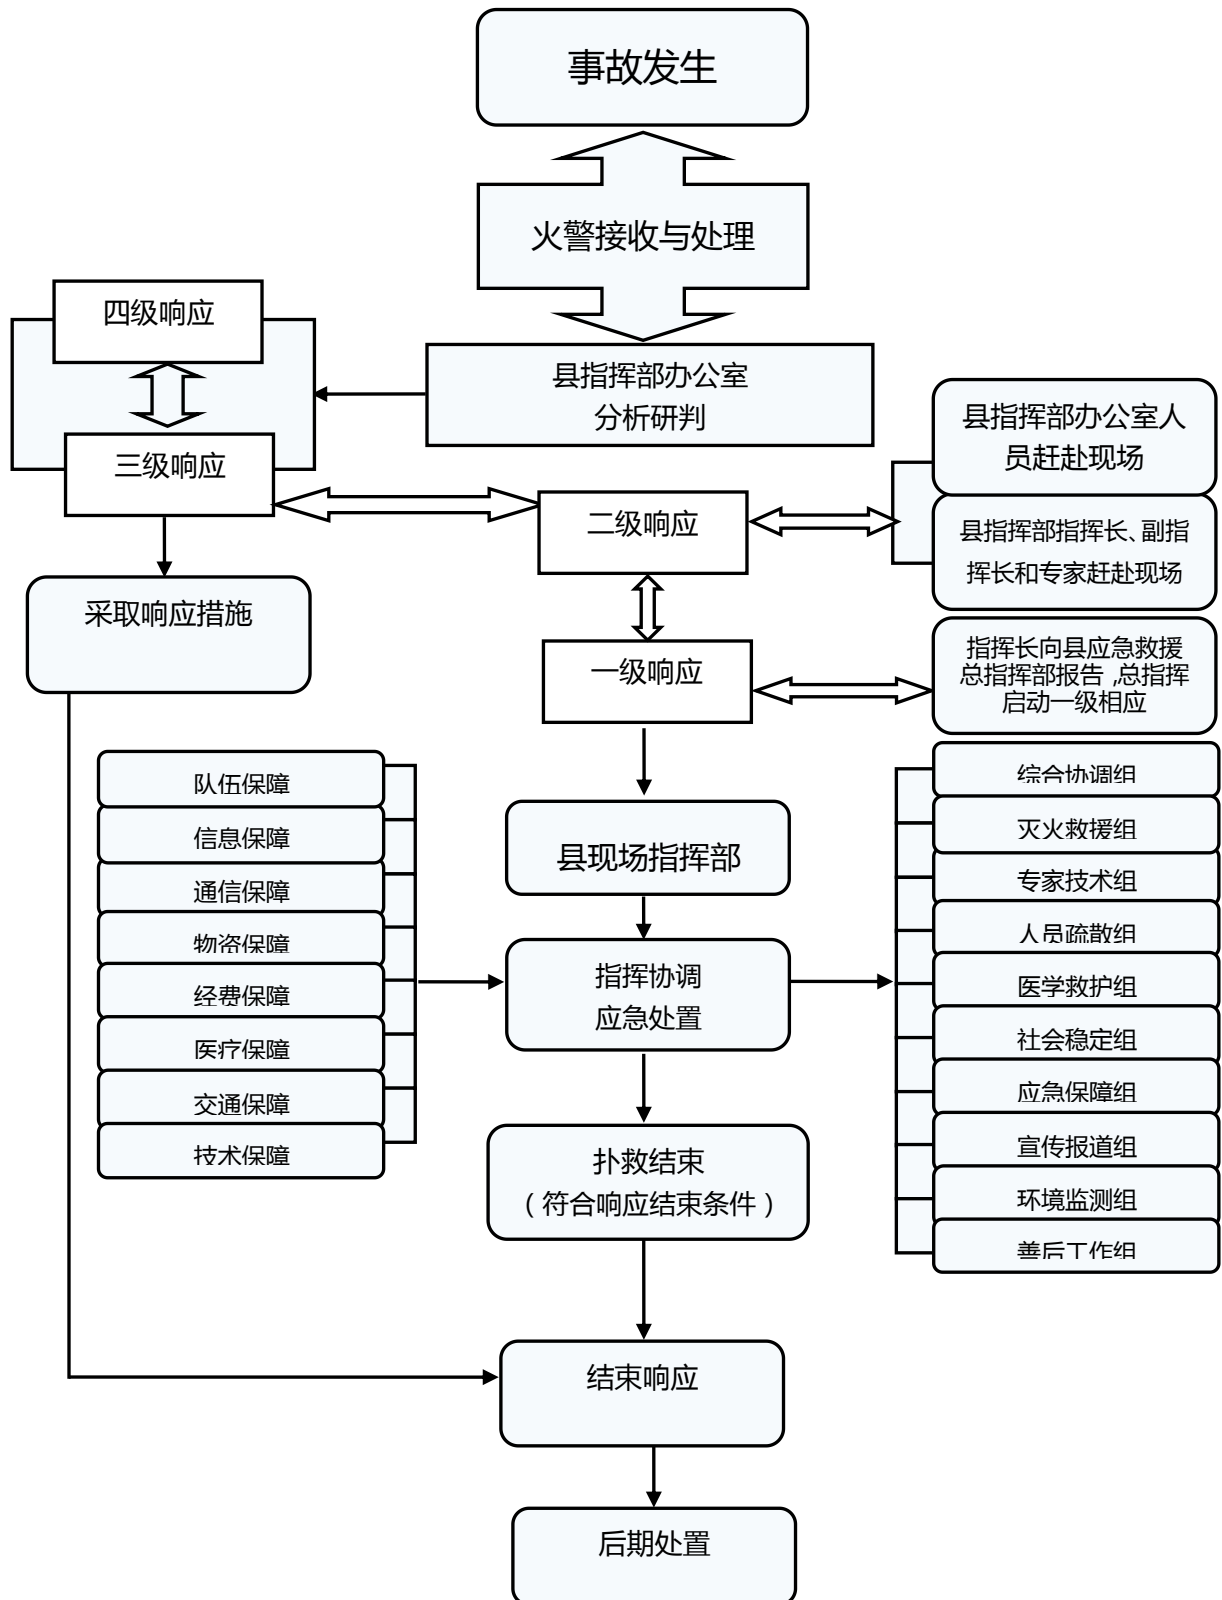 事故发生
火警接收与处理
四级响应
县指挥部办公室
分析研判
三级响应
县指挥部办公室人
员赶赴现场
二级响应
县指挥部指挥长、副指
挥长和专家赶赴现场
采取响应措施
一级响应
指挥长向县应急救援
总指挥部报告,总指挥
启动一级相应
县现场指挥部
队伍保障
信息保障
通信保障
物资保障
经费保障
医疗保障
交通保障
技术保障
指挥协调
应急处置
综合协调组
灭火救援组
专家技术组
人员疏散组
医学救护组
社会稳定组
应急保障组
宣传报道组
环境监测组
善后工作组
扑救结束
(符合响应结束条件)
结束响应
后期处置